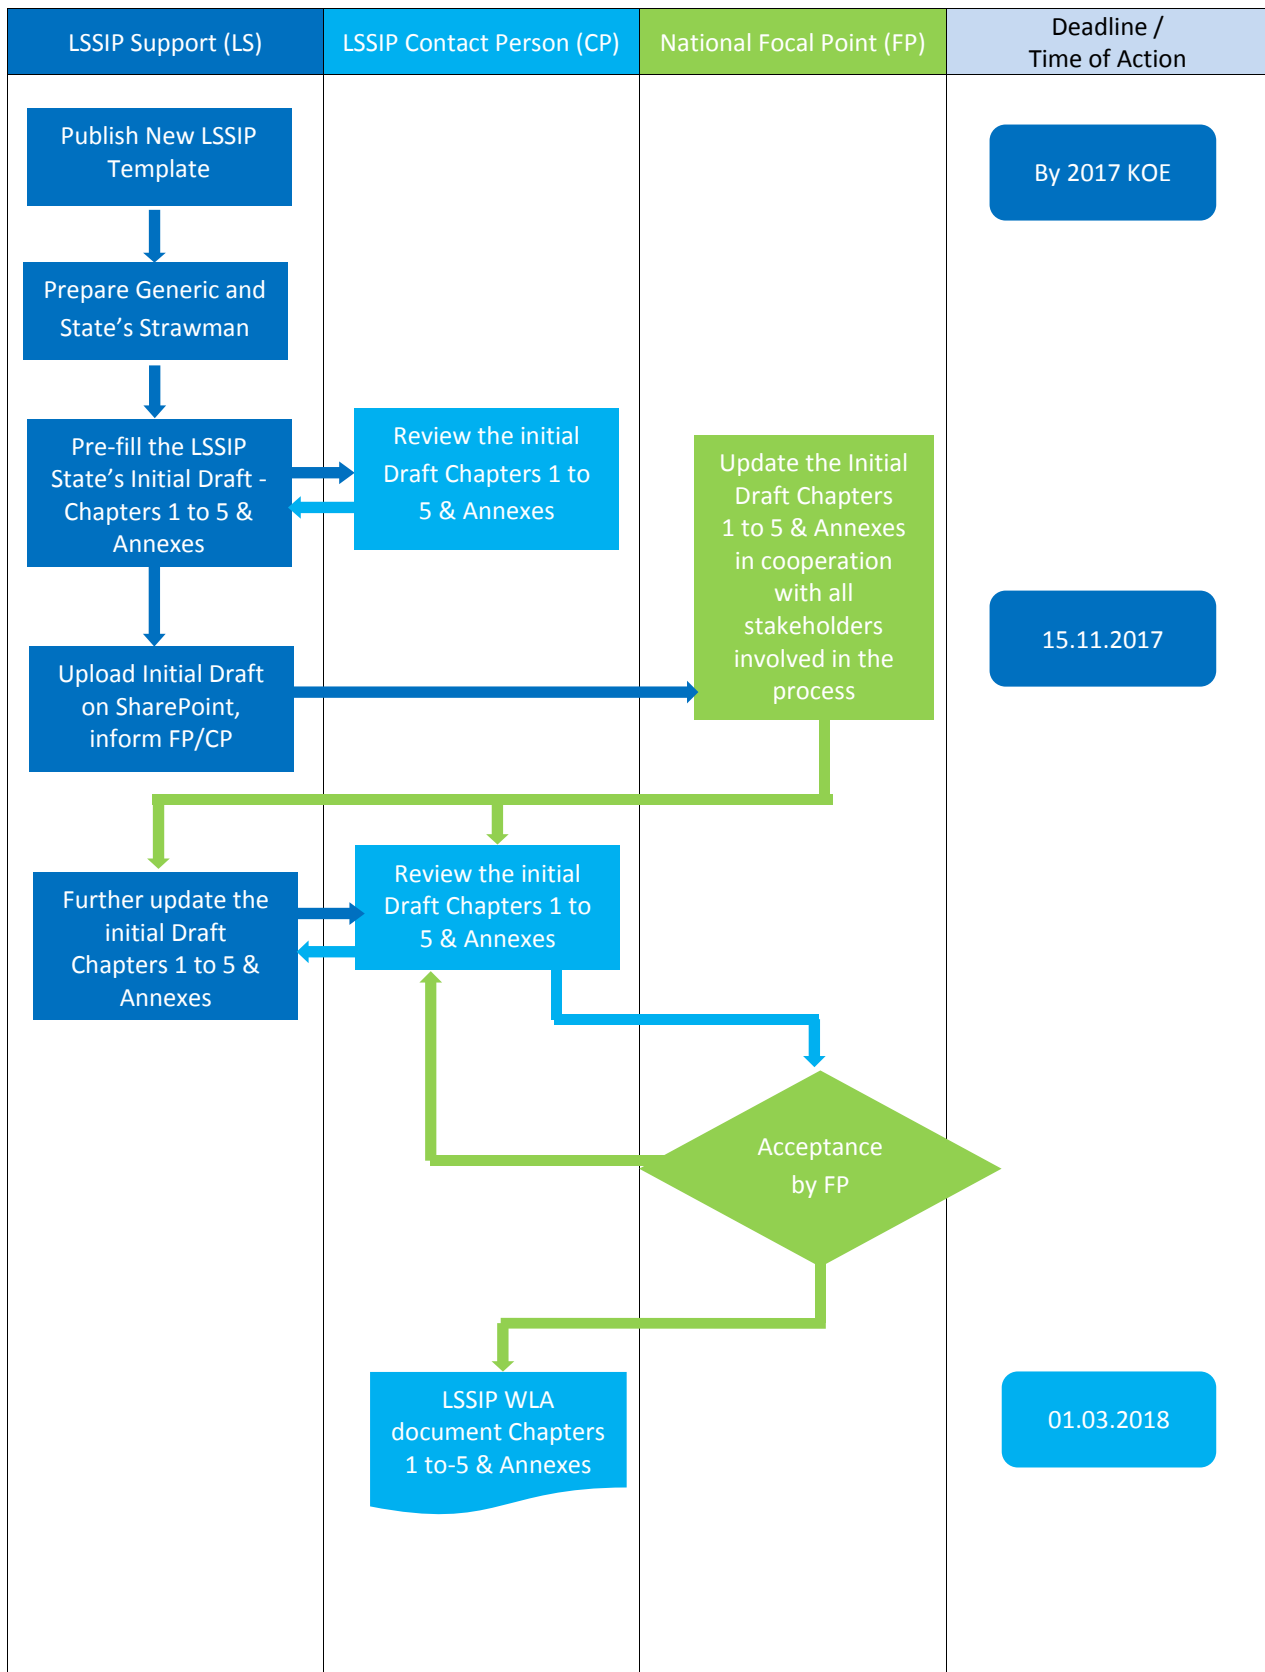 LSSIP Support (LS)
LSSIP Contact Person (CP)
National Focal Point (FP)
Deadline /
Time of Action
Publish New LSSIP
Template
By 2017 KOE
Prepare Generic and
State’s Strawman
Pre-fill the LSSIP
State’s Initial Draft -
Chapters 1 to 5 &
Annexes
Review the initial
Draft Chapters 1 to
5 & Annexes
Update the Initial
Draft Chapters
1 to 5 & Annexes
in cooperation
with all
stakeholders
involved in the
process
15.11.2017
Upload Initial Draft
on SharePoint,
inform FP/CP
Further update the
initial Draft
Chapters 1 to 5 &
Annexes
Review the initial
Draft Chapters 1 to
5 & Annexes
Acceptance
by FP
LSSIP WLA
document Chapters
1 to-5 & Annexes
01.03.2018